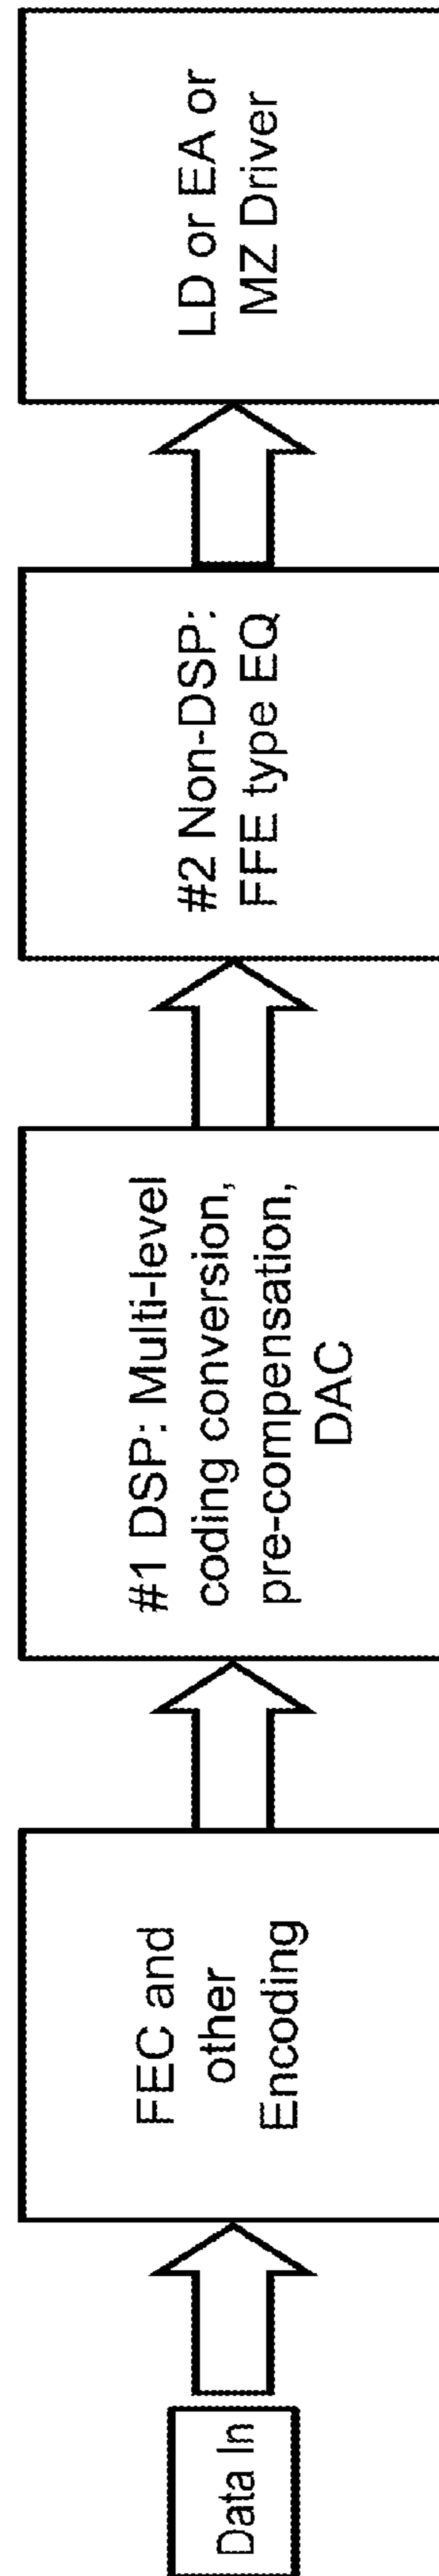 Data In
FEC and
other
Encoding
#1 DSP: Multi-level
coding conversion,
pre-compensation,
DAC
#2 Non-DSP:
FFE type EQ
LD or EA or
MZ Driver